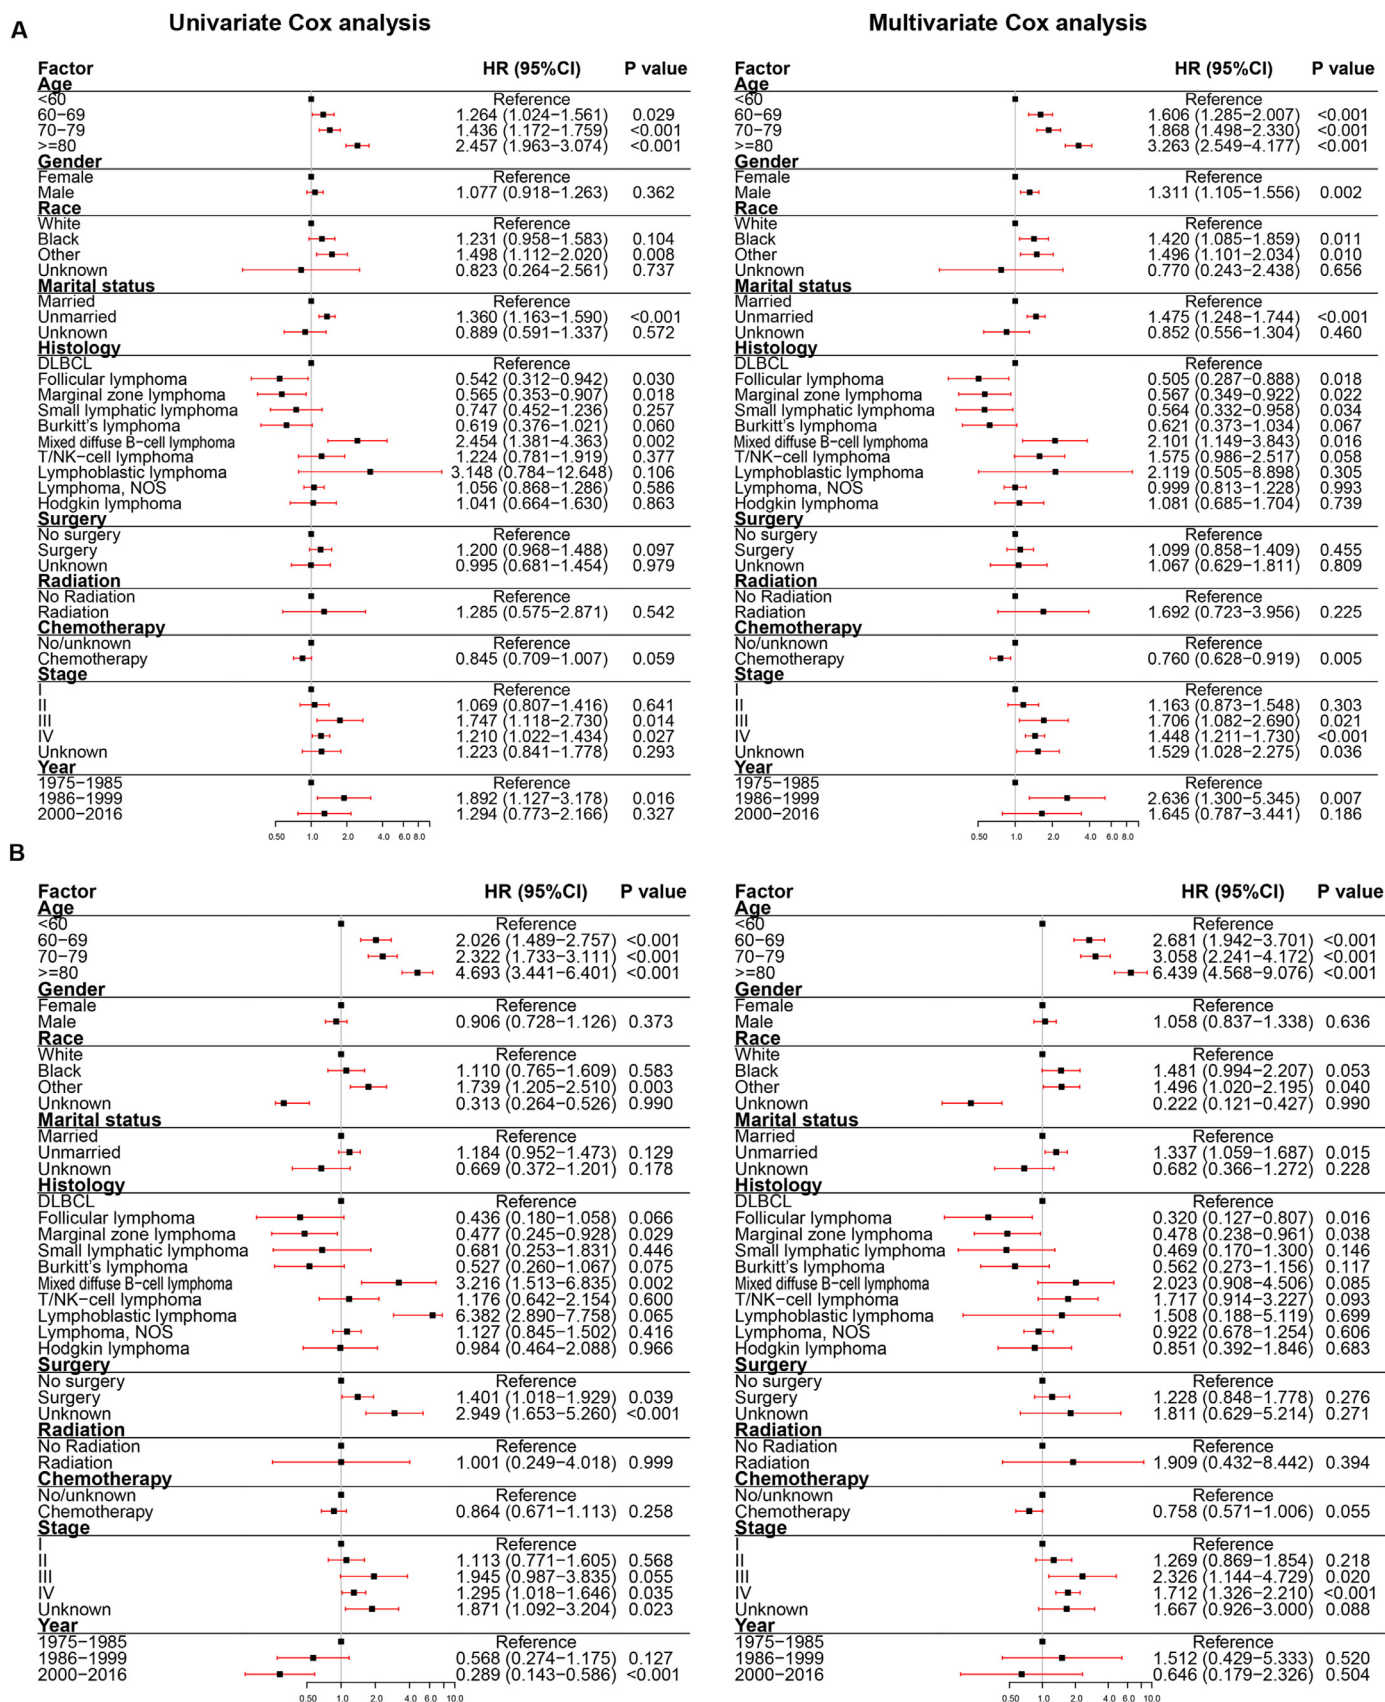 Univariate Cox analysis
Multivariate Cox analysis
A
Factor HR (95%CI) P value
Age
<60 Reference
60−69 1.264 (1.024−1.561) 0.029
70−79 1.436 (1.172−1.759) <0.001
>=80 2.457 (1.963−3.074) <0.001
Gender
Female Reference
Male 1.077 (0.918−1.263) 0.362
Race
White Reference
Black 1.231 (0.958−1.583) 0.104
Other 1.498 (1.112−2.020) 0.008
Unknown 0.823 (0.264−2.561) 0.737
Marital status
Married Reference
Unmarried 1.360 (1.163−1.590) <0.001
Unknown 0.889 (0.591−1.337) 0.572
Histology
DLBCL Reference
Follicular lymphoma 0.542 (0.312−0.942) 0.030
Marginal zone lymphoma 0.565 (0.353−0.907) 0.018
Small lymphatic lymphoma 0.747 (0.452−1.236) 0.257
Burkitt's lymphoma 0.619 (0.376−1.021) 0.060
Mixed diffuse B-cell lymphoma 2.454 (1.381−4.363) 0.002
T/NK−cell lymphoma 1.224 (0.781−1.919) 0.377
Lymphoblastic lymphoma 3.148 (0.784−12.648) 0.106
Lymphoma, NOS 1.056 (0.868−1.286) 0.586
Hodgkin lymphoma 1.041 (0.664−1.630) 0.863
Surgery
No surgery Reference
Surgery 1.200 (0.968−1.488) 0.097
Unknown 0.995 (0.681−1.454) 0.979
Radiation
No Radiation Reference
Radiation 1.285 (0.575−2.871) 0.542
Chemotherapy
No/unknown Reference
Chemotherapy 0.845 (0.709−1.007) 0.059
Stage
I Reference
II 1.069 (0.807−1.416) 0.641
III 1.747 (1.118−2.730) 0.014
IV 1.210 (1.022−1.434) 0.027
Unknown 1.223 (0.841−1.778) 0.293
Year
1975−1985 Reference
1986−1999 1.892 (1.127−3.178) 0.016
2000−2016 1.294 (0.773−2.166) 0.327
0.50 1.0 2.0 4.0 6.0 8.0
Factor HR (95%CI) P value
Age
<60 Reference
60−69 1.606 (1.285−2.007) <0.001
70−79 1.868 (1.498−2.330) <0.001
>=80 3.263 (2.549−4.177) <0.001
Gender
Female Reference
Male 1.311 (1.105−1.556) 0.002
Race
White Reference
Black 1.420 (1.085−1.859) 0.011
Other 1.496 (1.101−2.034) 0.010
Unknown 0.770 (0.243−2.438) 0.656
Marital status
Married Reference
Unmarried 1.475 (1.248−1.744) <0.001
Unknown 0.852 (0.556−1.304) 0.460
Histology
DLBCL Reference
Follicular lymphoma 0.505 (0.287−0.888) 0.018
Marginal zone lymphoma 0.567 (0.349−0.922) 0.022
Small lymphatic lymphoma 0.564 (0.332−0.958) 0.034
Burkitt's lymphoma 0.621 (0.373−1.034) 0.067
Mixed diffuse B-cell lymphoma 2.101 (1.149−3.843) 0.016
T/NK−cell lymphoma 1.575 (0.986−2.517) 0.058
Lymphoblastic lymphoma 2.119 (0.505−8.898) 0.305
Lymphoma, NOS 0.999 (0.813−1.228) 0.993
Hodgkin lymphoma 1.081 (0.685−1.704) 0.739
Surgery
No surgery Reference
Surgery 1.099 (0.858−1.409) 0.455
Unknown 1.067 (0.629−1.811) 0.809
Radiation
No Radiation Reference
Radiation 1.692 (0.723−3.956) 0.225
Chemotherapy
No/unknown Reference
Chemotherapy 0.760 (0.628−0.919) 0.005
Stage
I Reference
II 1.163 (0.873−1.548) 0.303
III 1.706 (1.082−2.690) 0.021
IV 1.448 (1.211−1.730) <0.001
Unknown 1.529 (1.028−2.275) 0.036
Year
1975−1985 Reference
1986−1999 2.636 (1.300−5.345) 0.007
2000−2016 1.645 (0.787−3.441) 0.186
0.50 1.0 2.0 4.0 6.0 8.0
B
Factor HR (95%CI) P value
Age
<60 Reference
60−69 2.026 (1.489−2.757) <0.001
70−79 2.322 (1.733−3.111) <0.001
>=80 4.693 (3.441−6.401) <0.001
Gender
Female Reference
Male 0.906 (0.728−1.126) 0.373
Race
White Reference
Black 1.110 (0.765−1.609) 0.583
Other 1.739 (1.205−2.510) 0.003
Unknown 0.313 (0.264−0.526) 0.990
Marital status
Married Reference
Unmarried 1.184 (0.952−1.473) 0.129
Unknown 0.669 (0.372−1.201) 0.178
Histology
DLBCL Reference
Follicular lymphoma 0.436 (0.180−1.058) 0.066
Marginal zone lymphoma 0.477 (0.245−0.928) 0.029
Small lymphatic lymphoma 0.681 (0.253−1.831) 0.446
Burkitt's lymphoma 0.527 (0.260−1.067) 0.075
Mixed diffuse B-cell lymphoma 3.216 (1.513−6.835) 0.002
T/NK−cell lymphoma 1.176 (0.642−2.154) 0.600
Lymphoblastic lymphoma 6.382 (2.890−7.758) 0.065
Lymphoma, NOS 1.127 (0.845−1.502) 0.416
Hodgkin lymphoma 0.984 (0.464−2.088) 0.966
Surgery
No surgery Reference
Surgery 1.401 (1.018−1.929) 0.039
Unknown 2.949 (1.653−5.260) <0.001
Radiation
No Radiation Reference
Radiation 1.001 (0.249−4.018) 0.999
Chemotherapy
No/unknown Reference
Chemotherapy 0.864 (0.671−1.113) 0.258
Stage
I Reference
II 1.113 (0.771−1.605) 0.568
III 1.945 (0.987−3.835) 0.055
IV 1.295 (1.018−1.646) 0.035
Unknown 1.871 (1.092−3.204) 0.023
Year
1975−1985 Reference
1986−1999 0.568 (0.274−1.175) 0.127
2000−2016 0.289 (0.143−0.586) <0.001
0.50 1.0 2.0 4.0 6.0 10.0
Factor HR (95%CI) P value
Age
<60 Reference
60−69 2.681 (1.942−3.701) <0.001
70−79 3.058 (2.241−4.172) <0.001
>=80 6.439 (4.568−9.076) <0.001
Gender
Female Reference
Male 1.058 (0.837−1.338) 0.636
Race
White Reference
Black 1.481 (0.994−2.207) 0.053
Other 1.496 (1.020−2.195) 0.040
Unknown 0.222 (0.121−0.427) 0.990
Marital status
Married Reference
Unmarried 1.337 (1.059−1.687) 0.015
Unknown 0.682 (0.366−1.272) 0.228
Histology
DLBCL Reference
Follicular lymphoma 0.320 (0.127−0.807) 0.016
Marginal zone lymphoma 0.478 (0.238−0.961) 0.038
Small lymphatic lymphoma 0.469 (0.170−1.300) 0.146
Burkitt's lymphoma 0.562 (0.273−1.156) 0.117
Mixed diffuse B-cell lymphoma 2.023 (0.908−4.506) 0.085
T/NK−cell lymphoma 1.717 (0.914−3.227) 0.093
Lymphoblastic lymphoma 1.508 (0.188−5.119) 0.699
Lymphoma, NOS 0.922 (0.678−1.254) 0.606
Hodgkin lymphoma 0.851 (0.392−1.846) 0.683
Surgery
No surgery Reference
Surgery 1.228 (0.848−1.778) 0.276
Unknown 1.811 (0.629−5.214) 0.271
Radiation
No Radiation Reference
Radiation 1.909 (0.432−8.442) 0.394
Chemotherapy
No/unknown Reference
Chemotherapy 0.758 (0.571−1.006) 0.055
Stage
I Reference
II 1.269 (0.869−1.854) 0.218
III 2.326 (1.144−4.729) 0.020
IV 1.712 (1.326−2.210) <0.001
Unknown 1.667 (0.926−3.000) 0.088
Year
1975−1985 Reference
1986−1999 1.512 (0.429−5.333) 0.520
2000−2016 0.646 (0.179−2.326) 0.504
0.50 1.0 2.0 4.0 6.0 10.0